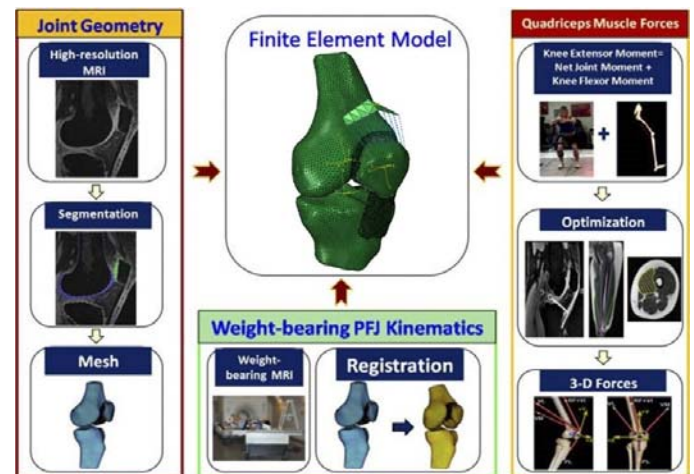 Joint Geometry
High-resolution
MRI
Segmentation
Mesh
Finite Element Model
Weight-bearing PFJ Kinematics
Weight-
bearing MRI
Registration
Quadriceps Muscle Forces
Knee Extensor Moment=
Net Joint Moment +
Knee Flexor Moment
+
Optimization
3-D Forces